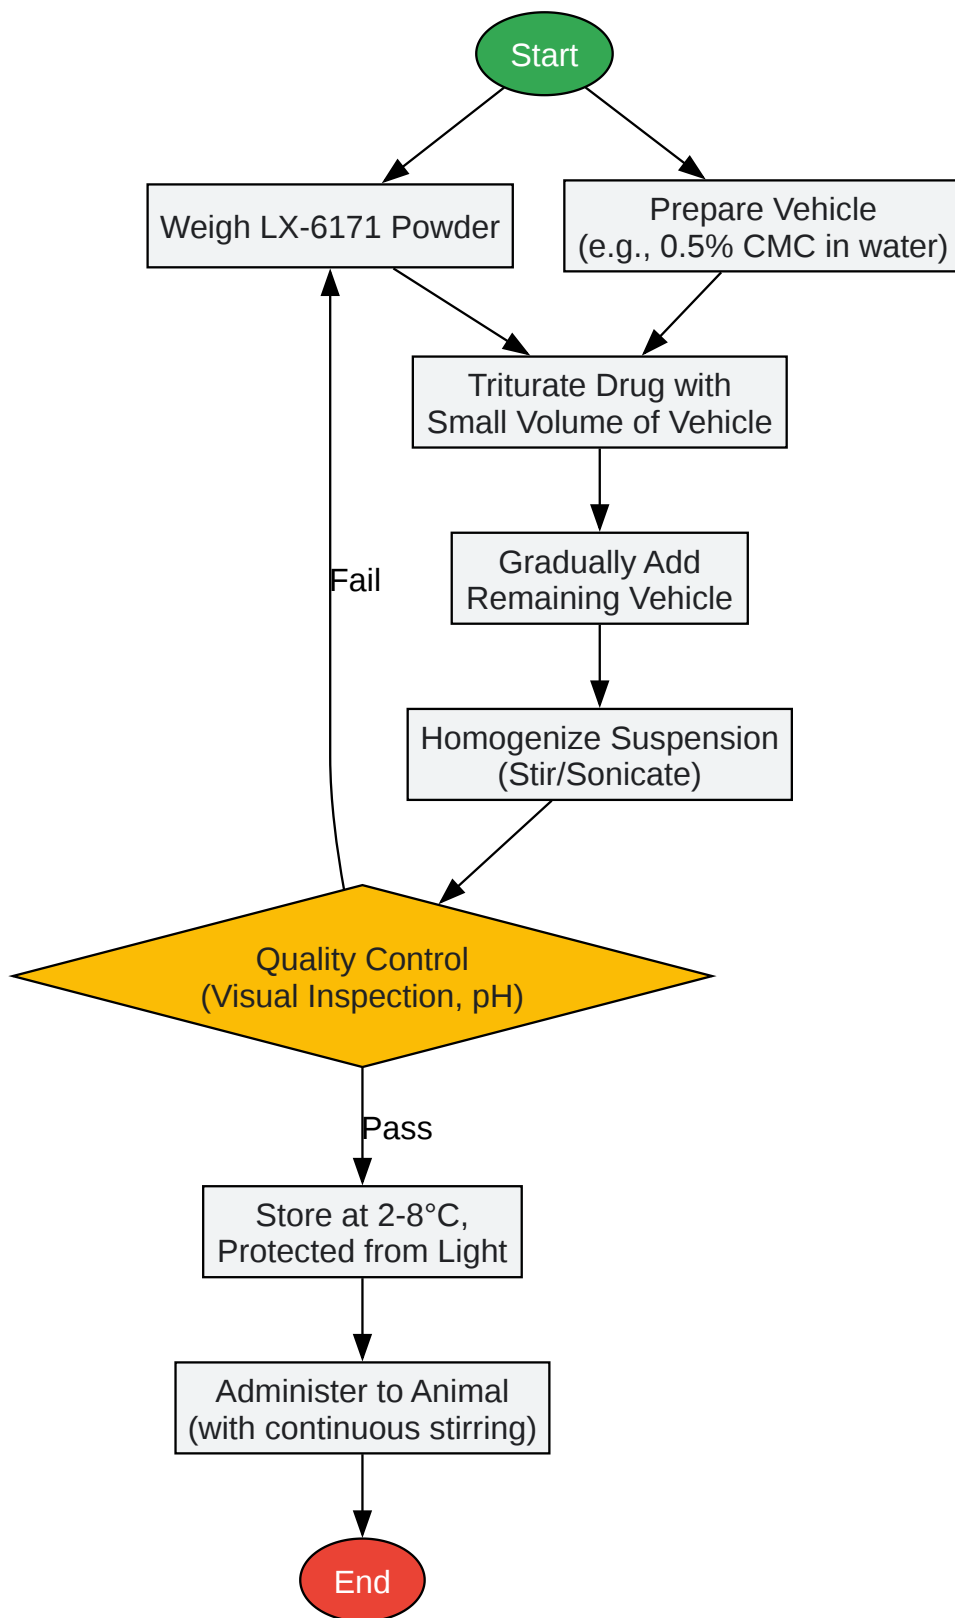 Start
Weigh LX-6171 Powder
Prepare Vehicle
(e.g., 0.5% CMC in water)
Triturate Drug with
Small Volume of Vehicle
Gradually Add
Remaining Vehicle
Fail
Homogenize Suspension
(Stir/Sonicate)
Quality Control
(Visual Inspection, pH)
Pass
Store at 2-8°C,
Protected from Light
Administer to Animal
(with continuous stirring)
End